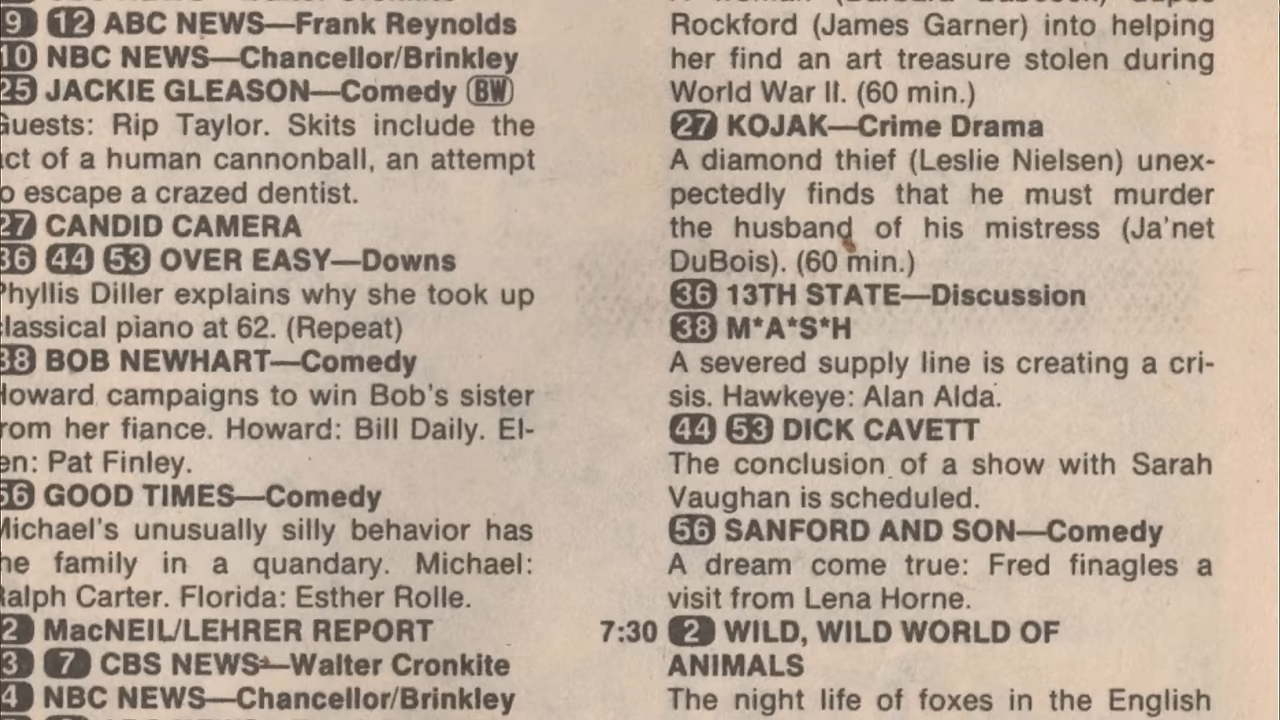 9 12 ABC NEWS—Frank Reynolds
10 NBC NEWS—Chancellor/Brinkley
25 JACKIE GLEASON—Comedy BW
Guests: Rip Taylor. Skits include the
act of a human cannonball, an attempt
to escape a crazed dentist.
27 CANDID CAMERA
36 44 53 OVER EASY—Downs
Phyllis Diller explains why she took up
classical piano at 62. (Repeat)
38 BOB NEWHART—Comedy
Howard campaigns to win Bob's sister
from her fiance. Howard: Bill Daily. El-
len: Pat Finley.
56 GOOD TIMES—Comedy
Michael's unusually silly behavior has
the family in a quandary. Michael:
Ralph Carter. Florida: Esther Rolle.
2 MacNEIL/LEHRER REPORT
3 7 CBS NEWS—Walter Cronkite
4 NBC NEWS—Chancellor/Brinkley
Rockford (James Garner) into helping
her find an art treasure stolen during
World War II. (60 min.)
27 KOJAK—Crime Drama
A diamond thief (Leslie Nielsen) unex-
pectedly finds that he must murder
the husband of his mistress (Ja'net
DuBois). (60 min.)
36 13TH STATE—Discussion
38 M*A*S*H
A severed supply line is creating a cri-
sis. Hawkeye: Alan Alda.
44 53 DICK CAVETT
The conclusion of a show with Sarah
Vaughan is scheduled.
56 SANFORD AND SON—Comedy
A dream come true: Fred finagles a
visit from Lena Horne.
7:30 2 WILD, WILD WORLD OF
ANIMALS
The night life of foxes in the English